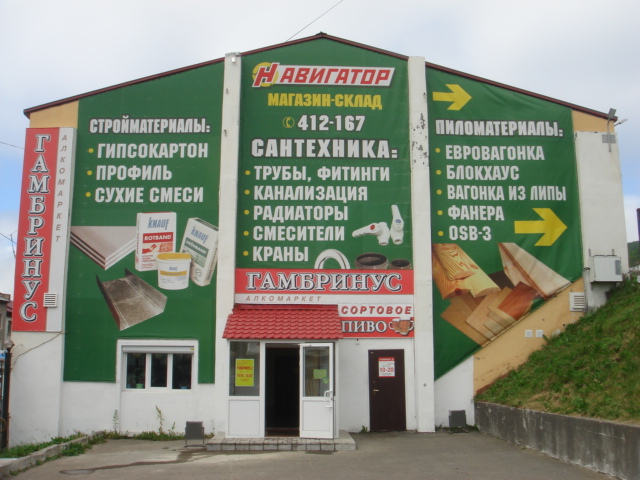 НАВИГАТОР
МАГАЗИН-СКЛАД
412-167
САНТЕХНИКА:
• ТРУБЫ, ФИТИНГИ
• КАНАЛИЗАЦИЯ
• РАДИАТОРЫ
• СМЕСИТЕЛИ
• КРАНЫ
СТРОЙМАТЕРИАЛЫ:
• ГИПСОКАРТОН
• ПРОФИЛЬ
• СУХИЕ СМЕСИ
KNAUF
ROTBAND
KNAUF
ПИЛОМАТЕРИАЛЫ:
• ЕВРОВАГОНКА
• БЛОКХАУС
• ВАГОНКА ИЗ ЛИПЫ
• ФАНЕРА
• OSB-3
ГАМБРИНУС
АЛКОМАРКЕТ
ГАМБРИНУС
АЛКОМАРКЕТ
СОРТОВОЕ
ПИВО